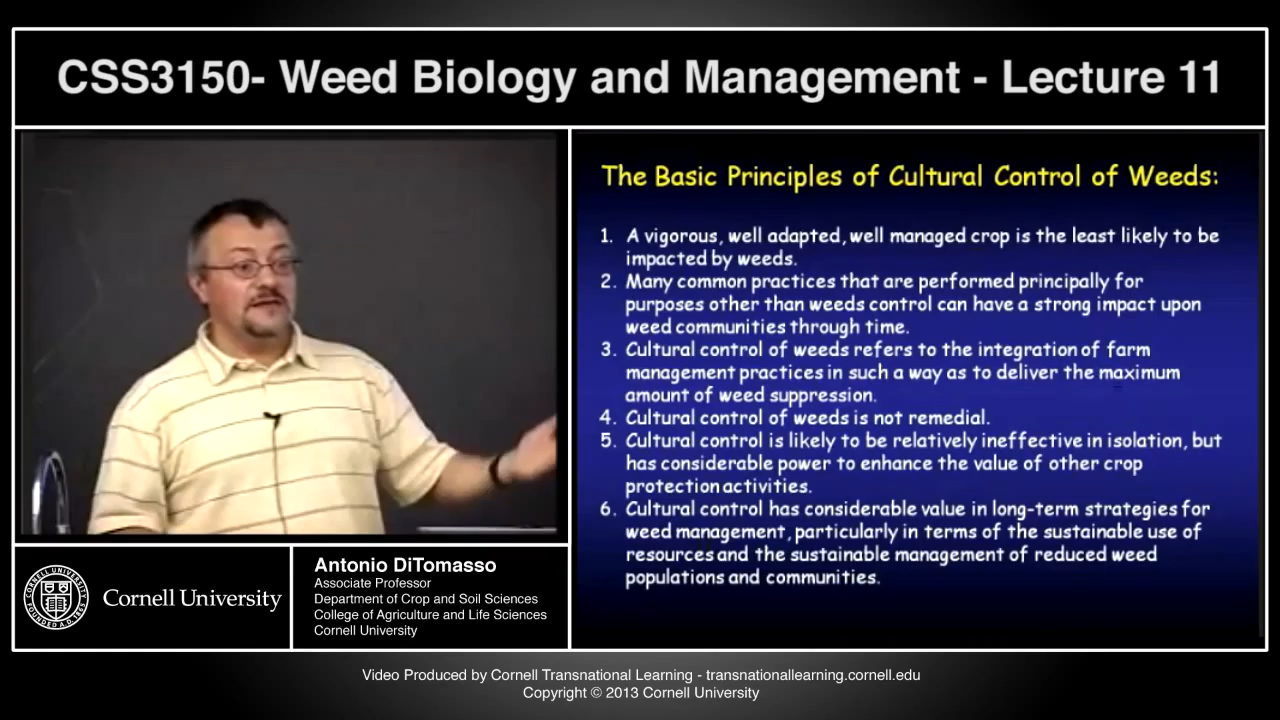 CSS3150- Weed Biology and Management - Lecture 11
The Basic Principles of Cultural Control of Weeds:
1. A vigorous, well adapted, well managed crop is the least likely to be
impacted by weeds.
2. Many common practices that are performed principally for
purposes other than weeds control can have a strong impact upon
weed communities through time.
3. Cultural control of weeds refers to the integration of farm
management practices in such a way as to deliver the maximum
amount of weed suppression.
4. Cultural control of weeds is not remedial.
5. Cultural control is likely to be relatively ineffective in isolation, but
has considerable power to enhance the value of other crop
protection activities.
6. Cultural control has considerable value in long-term strategies for
weed management, particularly in terms of the sustainable use of
resources and the sustainable management of reduced weed
populations and communities.
Cornell University
Antonio DiTomasso
Associate Professor
Department of Crop and Soil Sciences
College of Agriculture and Life Sciences
Cornell University
Video Produced by Cornell Transnational Learning - transnationallearning.cornell.edu
Copyright © 2013 Cornell University